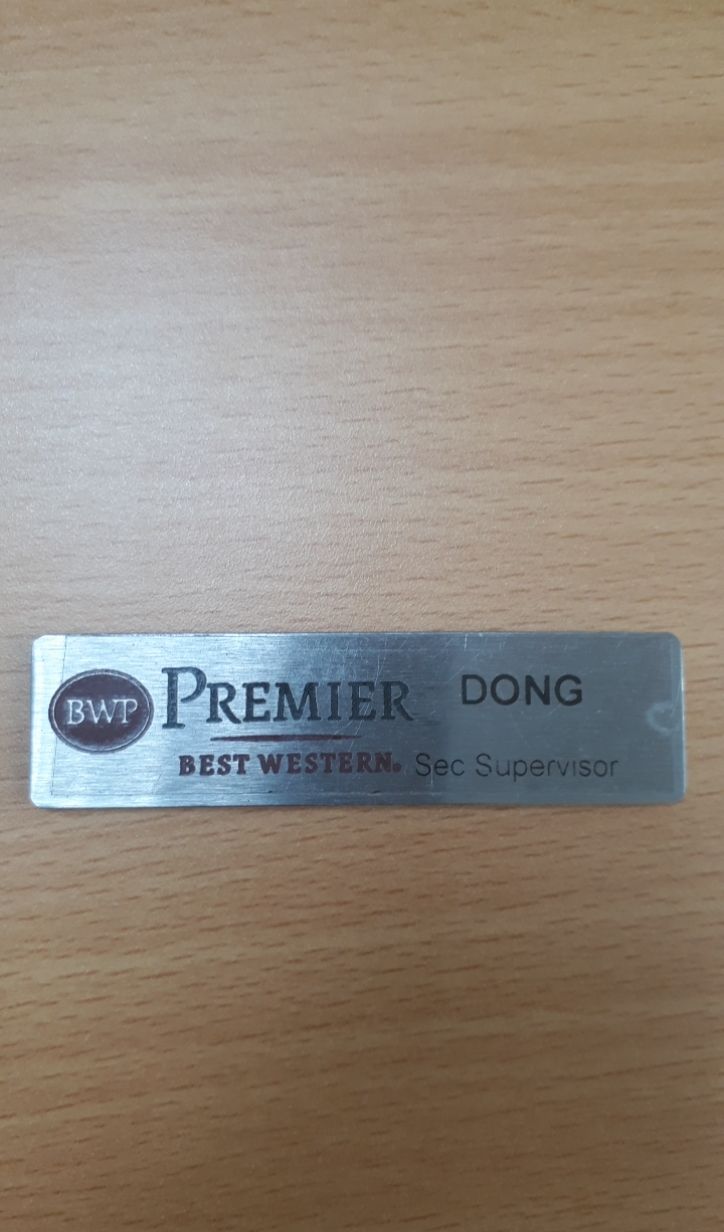 BWP
PREMIER
BEST WESTERN®
DONG
Sec Supervisor